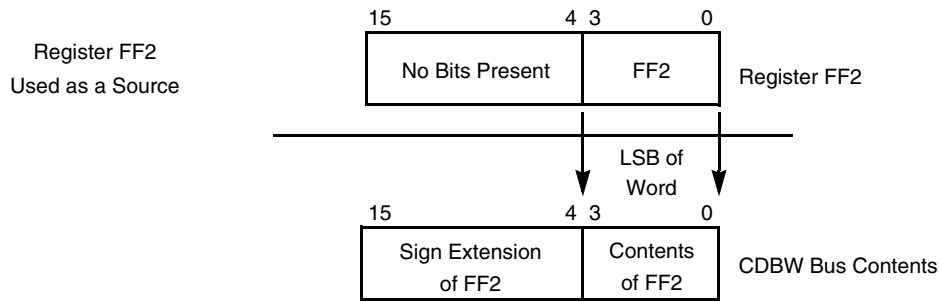 15 4 3 0
Register FF2
Used as a Source
No Bits Present FF2
Register FF2
LSB of
Word
15 4 3 0
Sign Extension
of FF2
Contents
of FF2
CDBW Bus Contents